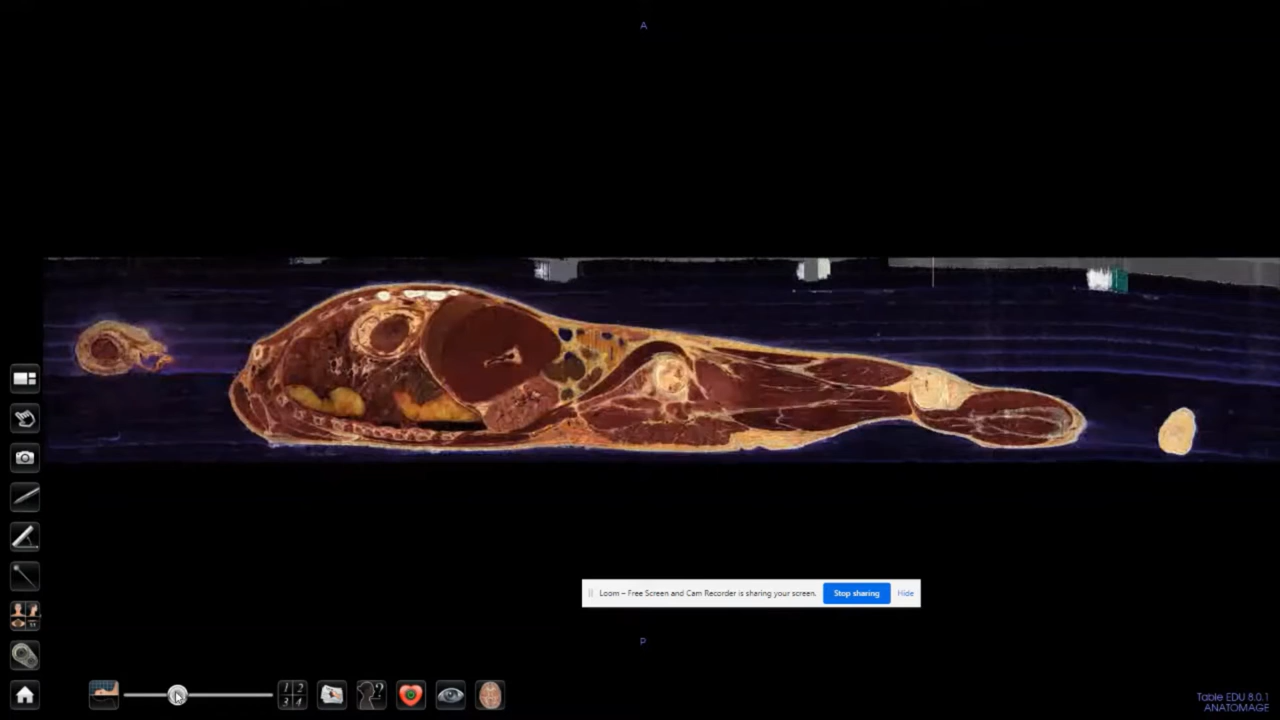 A
Loom – Free Screen and Cam Recorder is sharing your screen.
Stop sharing
Hide
P
1 2
3 4
?
Table EDU 8.0.1
ANATOMAGE